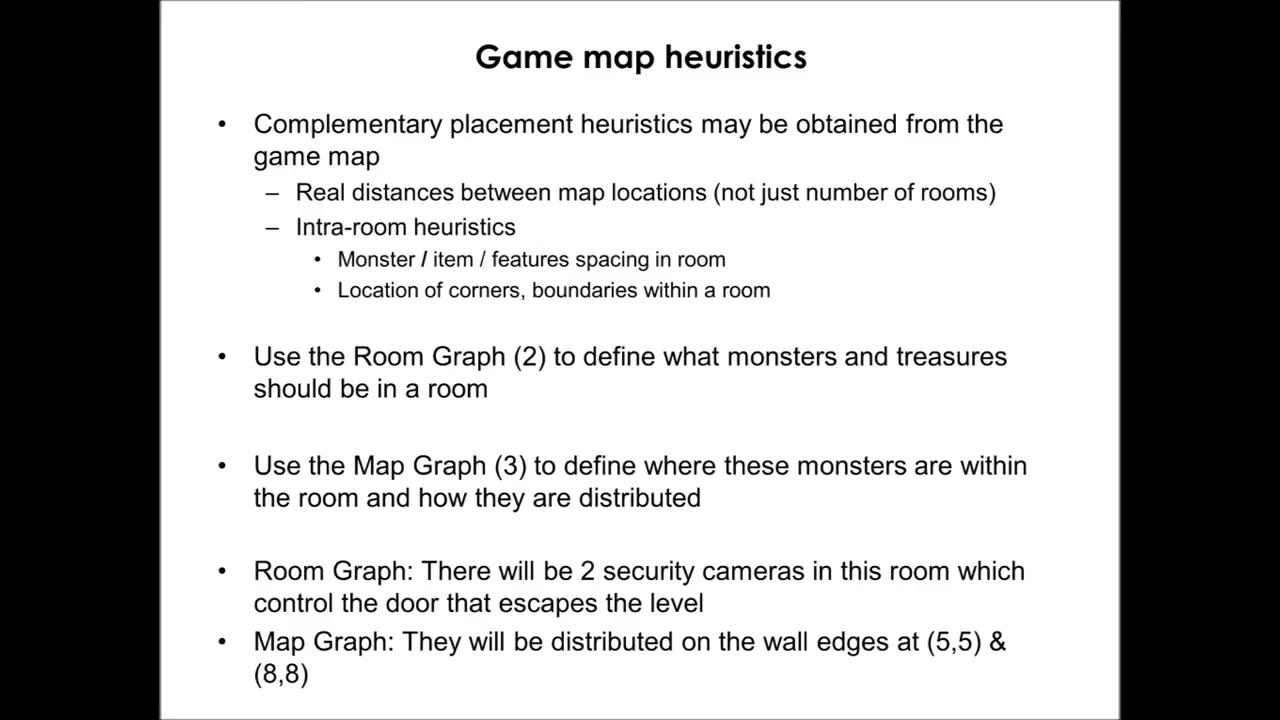 Game map heuristics
• Complementary placement heuristics may be obtained from the
game map
– Real distances between map locations (not just number of rooms)
– Intra-room heuristics
• Monster / item / features spacing in room
• Location of corners, boundaries within a room
• Use the Room Graph (2) to define what monsters and treasures
should be in a room
• Use the Map Graph (3) to define where these monsters are within
the room and how they are distributed
• Room Graph: There will be 2 security cameras in this room which
control the door that escapes the level
• Map Graph: They will be distributed on the wall edges at (5,5) &
(8,8)